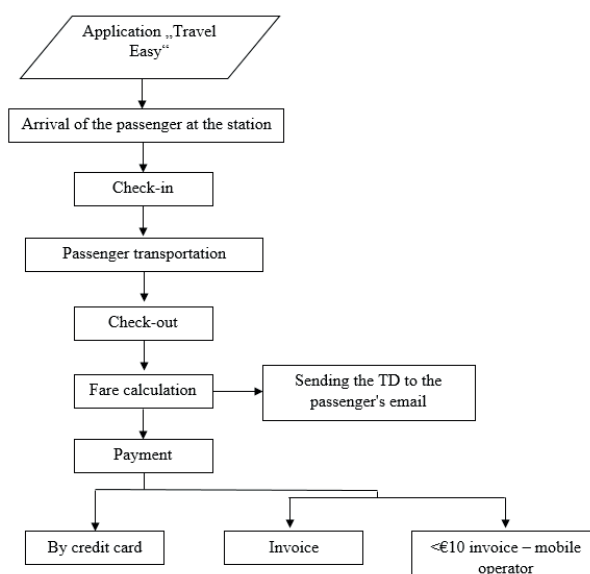 Application „Travel
Easy“
Arrival of the passenger at the station
Check-in
Passenger transportation
Check-out
Fare calculation
Sending the TD to the
passenger's email
Payment
By credit card
Invoice
<€10 invoice – mobile
operator